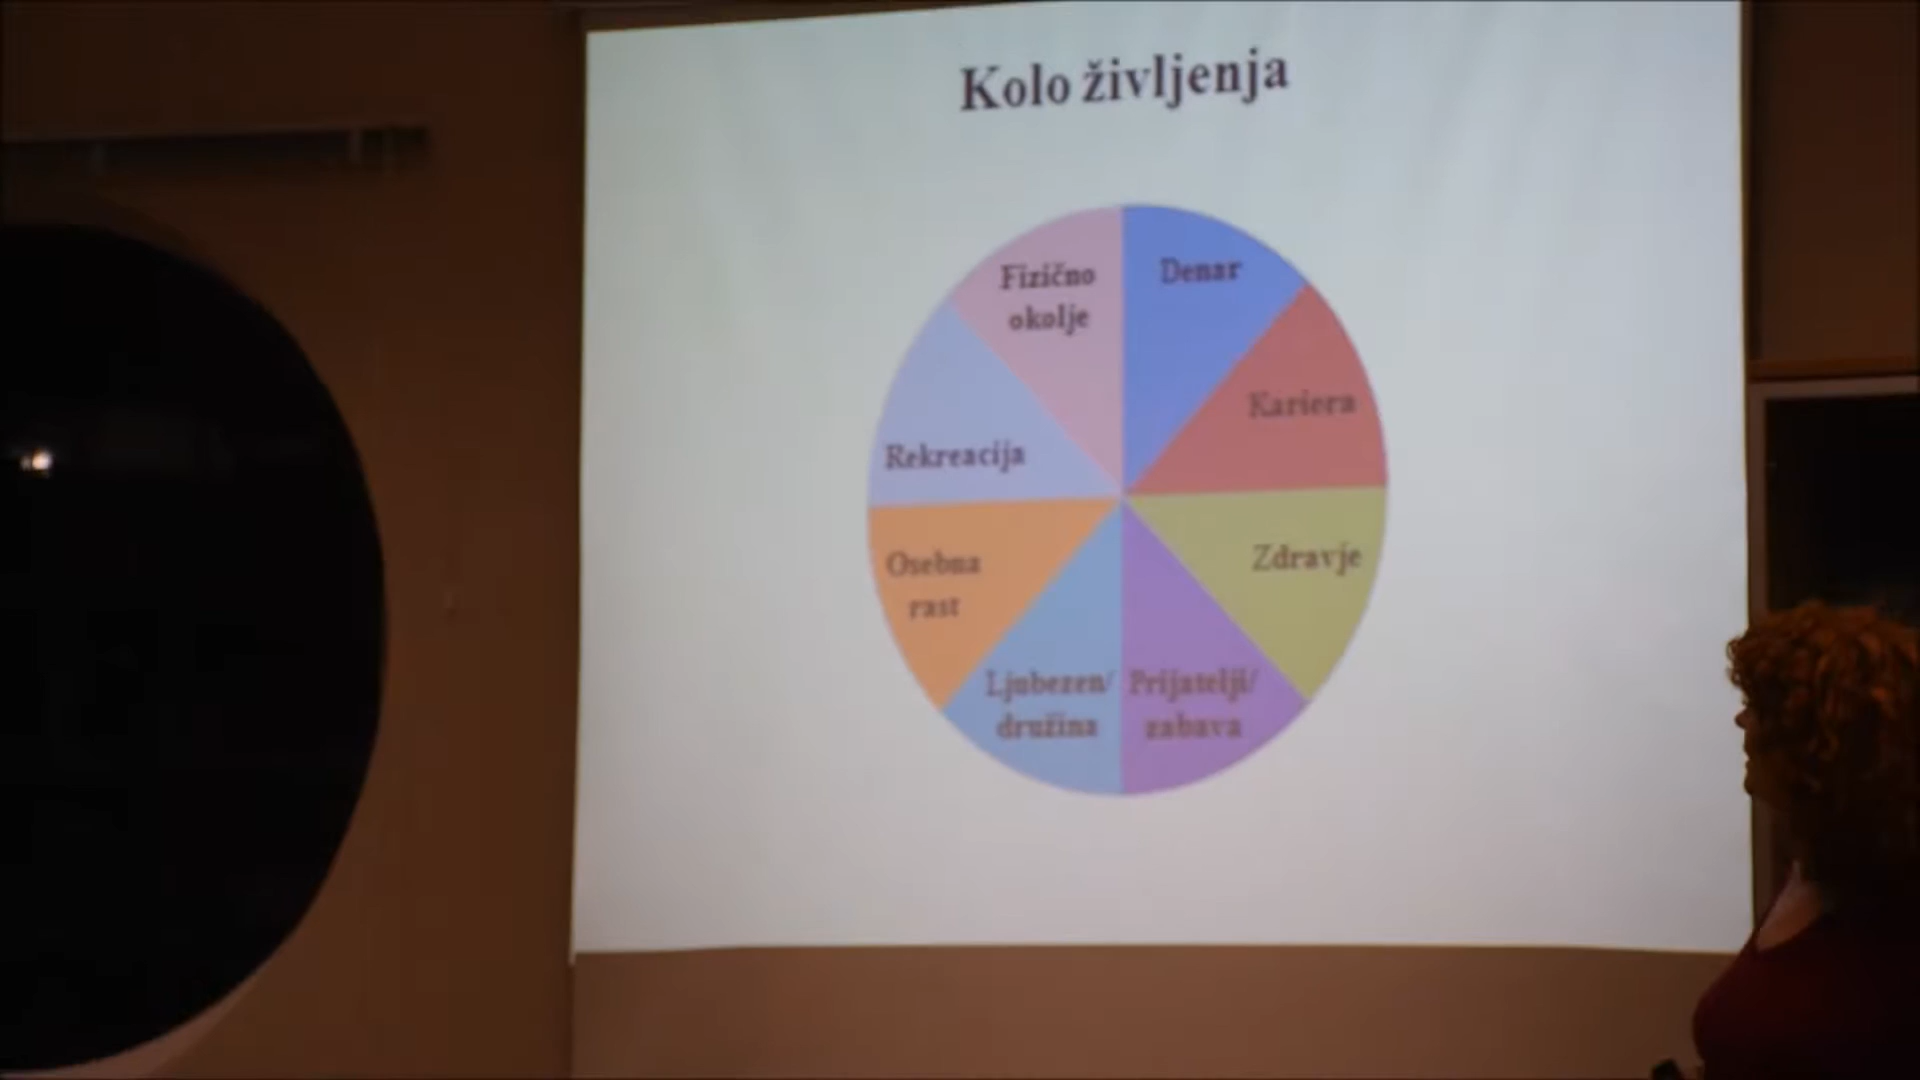 Kolo življenja
Fizično
okolje
Denar
Kariera
Rekreacija
Zdravje
Osebna
rast
Ljubezen/
družina
Prijatelji/
zabava